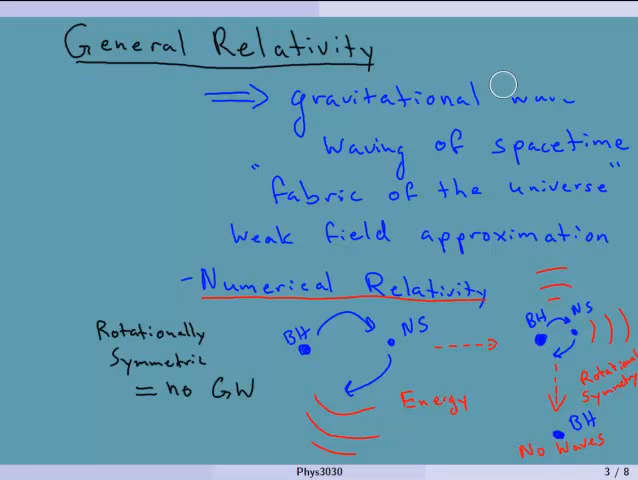 General Relativity
⟹ gravitational
Waving of spacetime
"fabric of the universe"
Weak field approximation
- Numerical Relativity
Rotationally
Symmetric
= no GW
BH
NS
Energy
BH
NS
Rotational
Symmetry
BH
No Waves
Phys3030
3 / 8